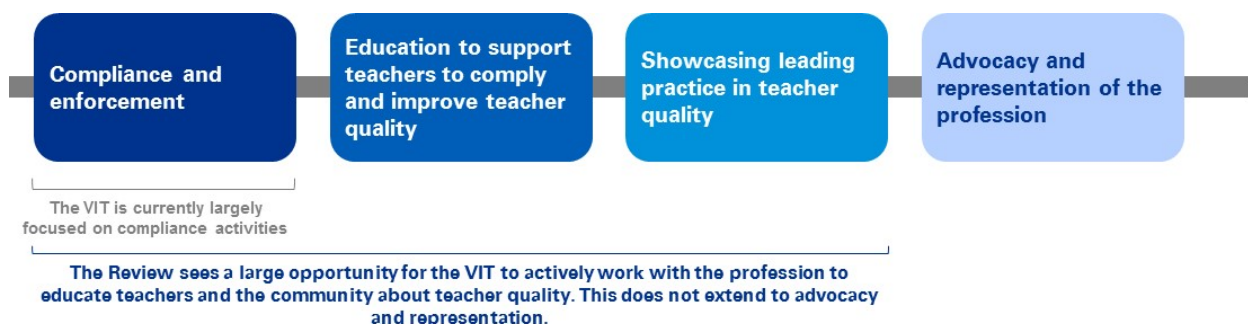 Compliance and
enforcement
Education to support
teachers to comply
and improve teacher
quality
Showcasing leading
practice in teacher
quality
Advocacy and
representation of the
profession
The VIT is currently largely
focused on compliance activities
The Review sees a large opportunity for the VIT to actively work with the profession to
educate teachers and the community about teacher quality. This does not extend to advocacy
and representation.